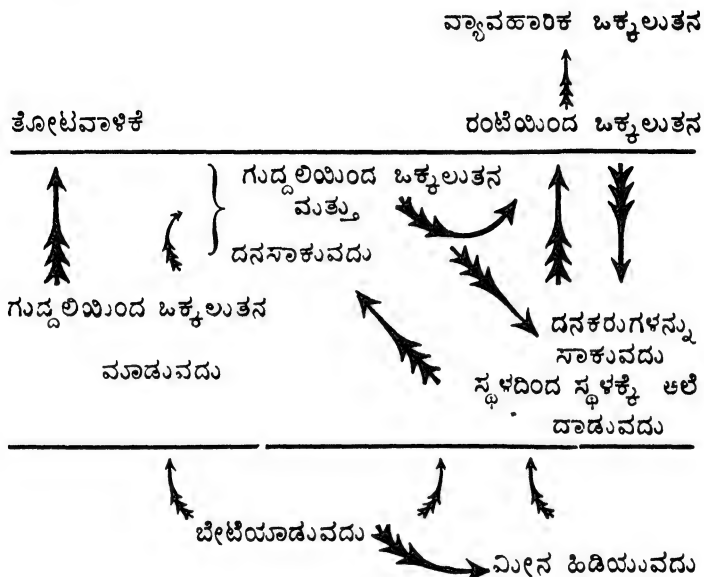 ವ್ಯಾವಹಾರಿಕ ಒಕ್ಕಲುತನ
ತೋಟವಾಳಿಕೆ
ರಂಟೆಯಿಂದ ಒಕ್ಕಲುತನ
ಗುದ್ದಲಿಯಿಂದ ಒಕ್ಕಲುತನ
ಮತ್ತು
ದನಸಾಕುವದು
ಗುದ್ದಲಿಯಿಂದ ಒಕ್ಕಲುತನ
ಮಾಡುವದು
ದನಕರುಗಳನ್ನು
ಸಾಕುವದು
ಸ್ಥಳದಿಂದ ಸ್ಥಳಕ್ಕೆ ಅಲೆ
ದಾಡುವದು
ಬೇಟೆಯಾಡುವದು
ಮೀನ ಹಿಡಿಯುವದು